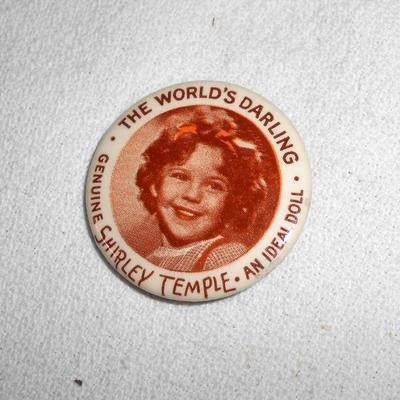 • THE WORLD'S DARLING •
GENUINE SHIRLEY TEMPLE • AN IDEAL DOLL